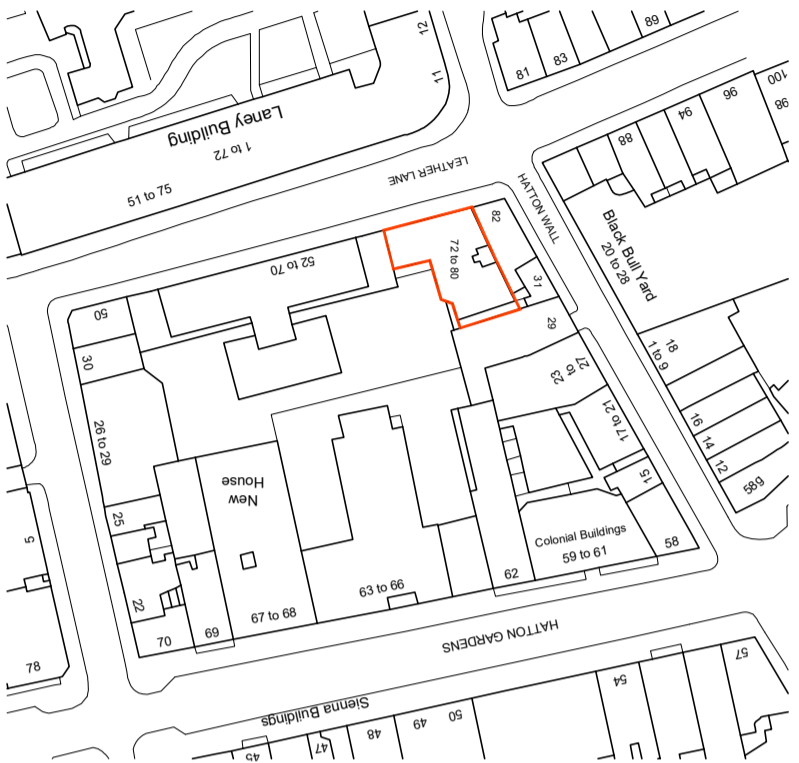 12
11
89
83
81
Laney Building
1 to 72
51 to 75
LEATHER LANE
HATTON WALL
100
98
96
94
88
Black Bull Yard
20 to 28
82
72 to 80
31
29
52 to 70
50
30
27
to
23
18
1 to 9
26 to 29
17 to 21
16
14
12
589
New
House
25
15
5
Colonial Buildings
59 to 61
58
62
63 to 66
67 to 68
69
70
22
78
HATTON GARDENS
57
54
Sienna Buildings
50
49
48
47
45